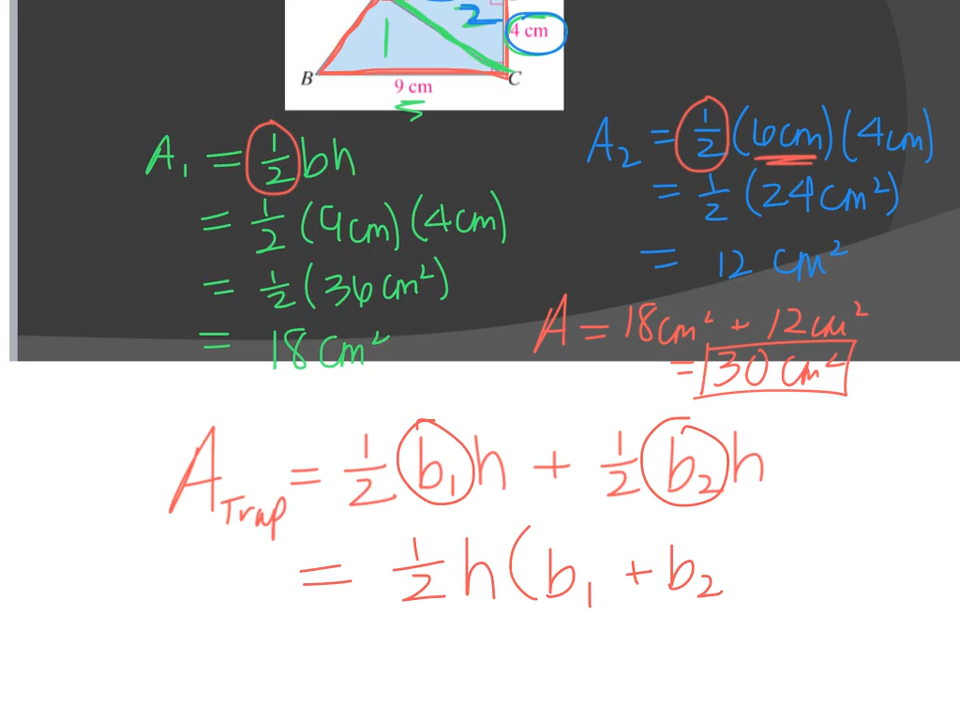 2
1
4 cm
B
C
9 cm
A₁ = ½bh
= ½(9cm)(4cm)
= ½(36cm²)
= 18cm²
A₂ = ½(6cm)(4cm)
= ½(24cm²)
= 12 cm²
A = 18cm² + 12cm²
= 30 cm²
A_Trap = ½b₁h + ½b₂h
= ½h(b₁ + b₂